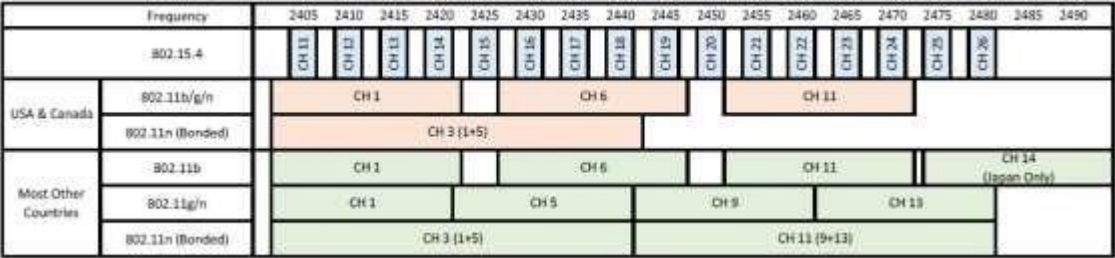 Frequency 2405 2410 2415 2420 2425 2430 2435 2440 2445 2450 2455 2460 2465 2470 2475 2480 2485 2490
802.15.4 CH 11 CH 12 CH 13 CH 14 CH 15 CH 16 CH 17 CH 18 CH 19 CH 20 CH 21 CH 22 CH 23 CH 24 CH 25 CH 26
USA & Canada
802.11b/g/n CH 1 CH 6 CH 11
802.11n (Bonded) CH 3 (1+5)
Most Other
Countries
802.11b CH 1 CH 6 CH 11 CH 14
(Japan Only)
802.11g/n CH 1 CH 5 CH 9 CH 13
802.11n (Bonded) CH 3 (1+5) CH 11 (9+13)